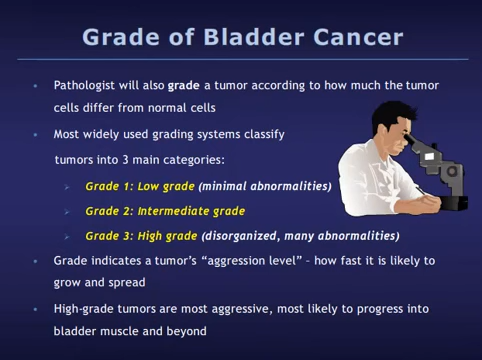 Grade of Bladder Cancer
Pathologist will also grade a tumor according to how much the tumor
cells differ from normal cells
Most widely used grading systems classify
tumors into 3 main categories:
Grade 1: Low grade (minimal abnormalities)
Grade 2: Intermediate grade
Grade 3: High grade (disorganized, many abnormalities)
Grade indicates a tumor’s “aggression level” – how fast it is likely to
grow and spread
High-grade tumors are most aggressive, most likely to progress into
bladder muscle and beyond